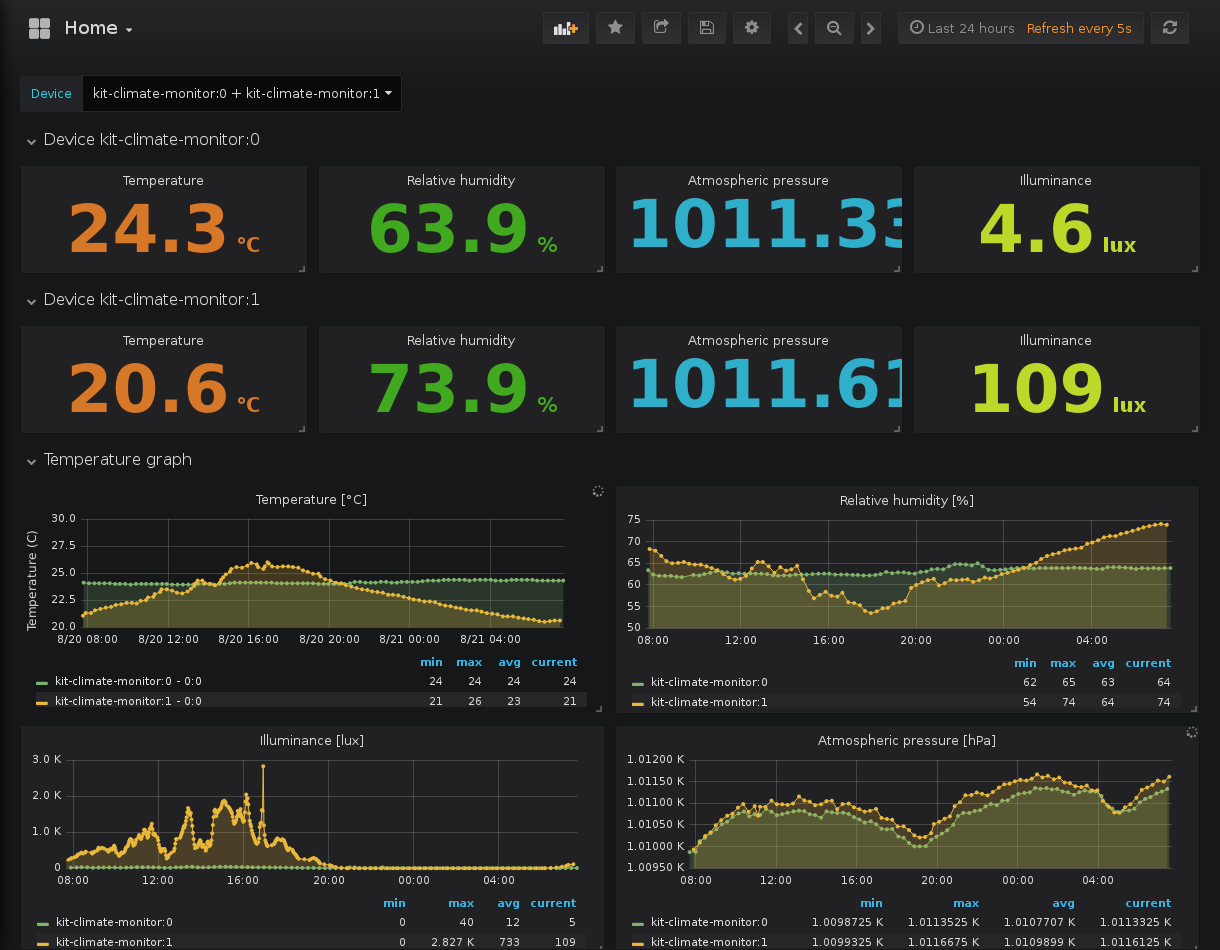 Home
Last 24 hours Refresh every 5s
Device kit-climate-monitor:0 + kit-climate-monitor:1
Device kit-climate-monitor:0
Temperature Relative humidity Atmospheric pressure Illuminance
24.3 °C 63.9 % 1011.33 4.6 lux
Device kit-climate-monitor:1
Temperature Relative humidity Atmospheric pressure Illuminance
20.6 °C 73.9 % 1011.61 109 lux
Temperature graph
Temperature [°C]
Temperature (C)
30.0
27.5
25.0
22.5
20.0
8/20 08:00 8/20 12:00 8/20 16:00 8/20 20:00 8/21 00:00 8/21 04:00
min max avg current
kit-climate-monitor:0 - 0:0 24 24 24 24
kit-climate-monitor:1 - 0:0 21 26 23 21
Relative humidity [%]
75
70
65
60
55
50
08:00 12:00 16:00 20:00 00:00 04:00
min max avg current
kit-climate-monitor:0 62 65 63 64
kit-climate-monitor:1 54 74 64 74
Illuminance [lux]
3.0 K
2.0 K
1.0 K
0
08:00 12:00 16:00 20:00 00:00 04:00
min max avg current
kit-climate-monitor:0 0 40 12 5
kit-climate-monitor:1 0 2.827 K 733 109
Atmospheric pressure [hPa]
1.01200 K
1.01150 K
1.01100 K
1.01050 K
1.01000 K
1.00950 K
08:00 12:00 16:00 20:00 00:00 04:00
min max avg current
kit-climate-monitor:0 1.0098725 K 1.0113525 K 1.0107707 K 1.0113325 K
kit-climate-monitor:1 1.0099325 K 1.0116675 K 1.0109899 K 1.0116125 K